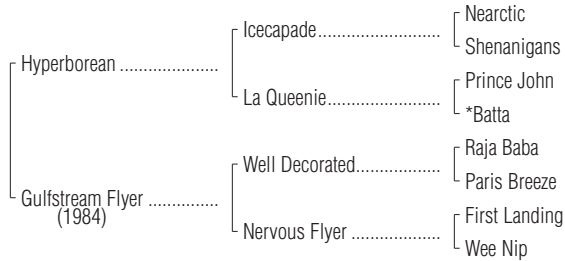 Nearctic
Icecapade..............................
Shenanigans
Hyperborean ....................
Prince John
La Queenie............................
*Batta
Raja Baba
Well Decorated.....................
Paris Breeze
Gulfstream Flyer ..............
(1984)
First Landing
Nervous Flyer ......................
Wee Nip